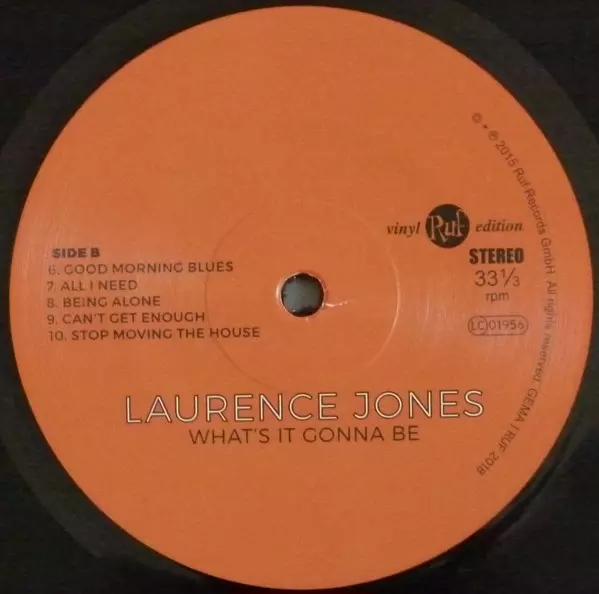 vinyl Ruf edition
STEREO
33 1/3
rpm
LC 01956
SIDE B
6. GOOD MORNING BLUES
7. ALL I NEED
8. BEING ALONE
9. CAN'T GET ENOUGH
10. STOP MOVING THE HOUSE
LAURENCE JONES
WHAT'S IT GONNA BE
© + ℗ 2015 Ruf Records GmbH. All rights reserved. GEMA | RUF 2018